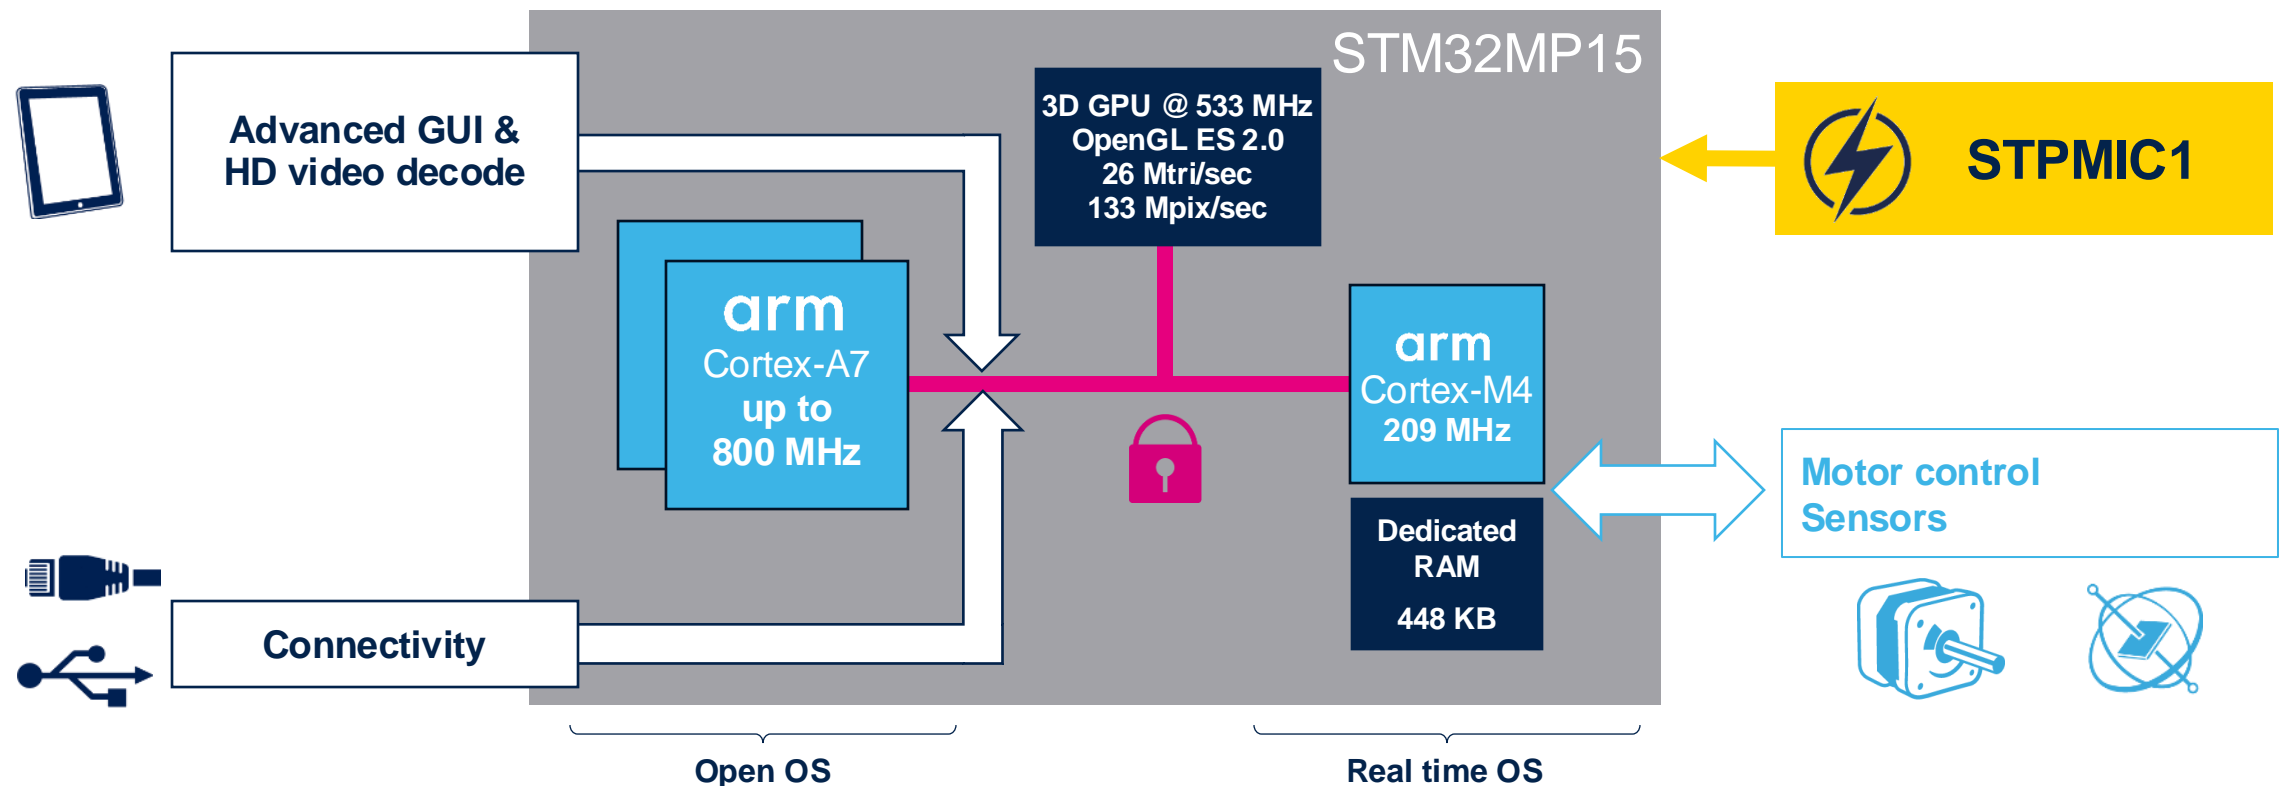 STM32MP15
Advanced GUI &
HD video decode
3D GPU @ 533 MHz
OpenGL ES 2.0
26 Mtri/sec
133 Mpix/sec
STPMIC1
arm
Cortex-A7
up to
800 MHz
arm
Cortex-M4
209 MHz
Motor control
Sensors
Dedicated
RAM
448 KB
Connectivity
Open OS
Real time OS